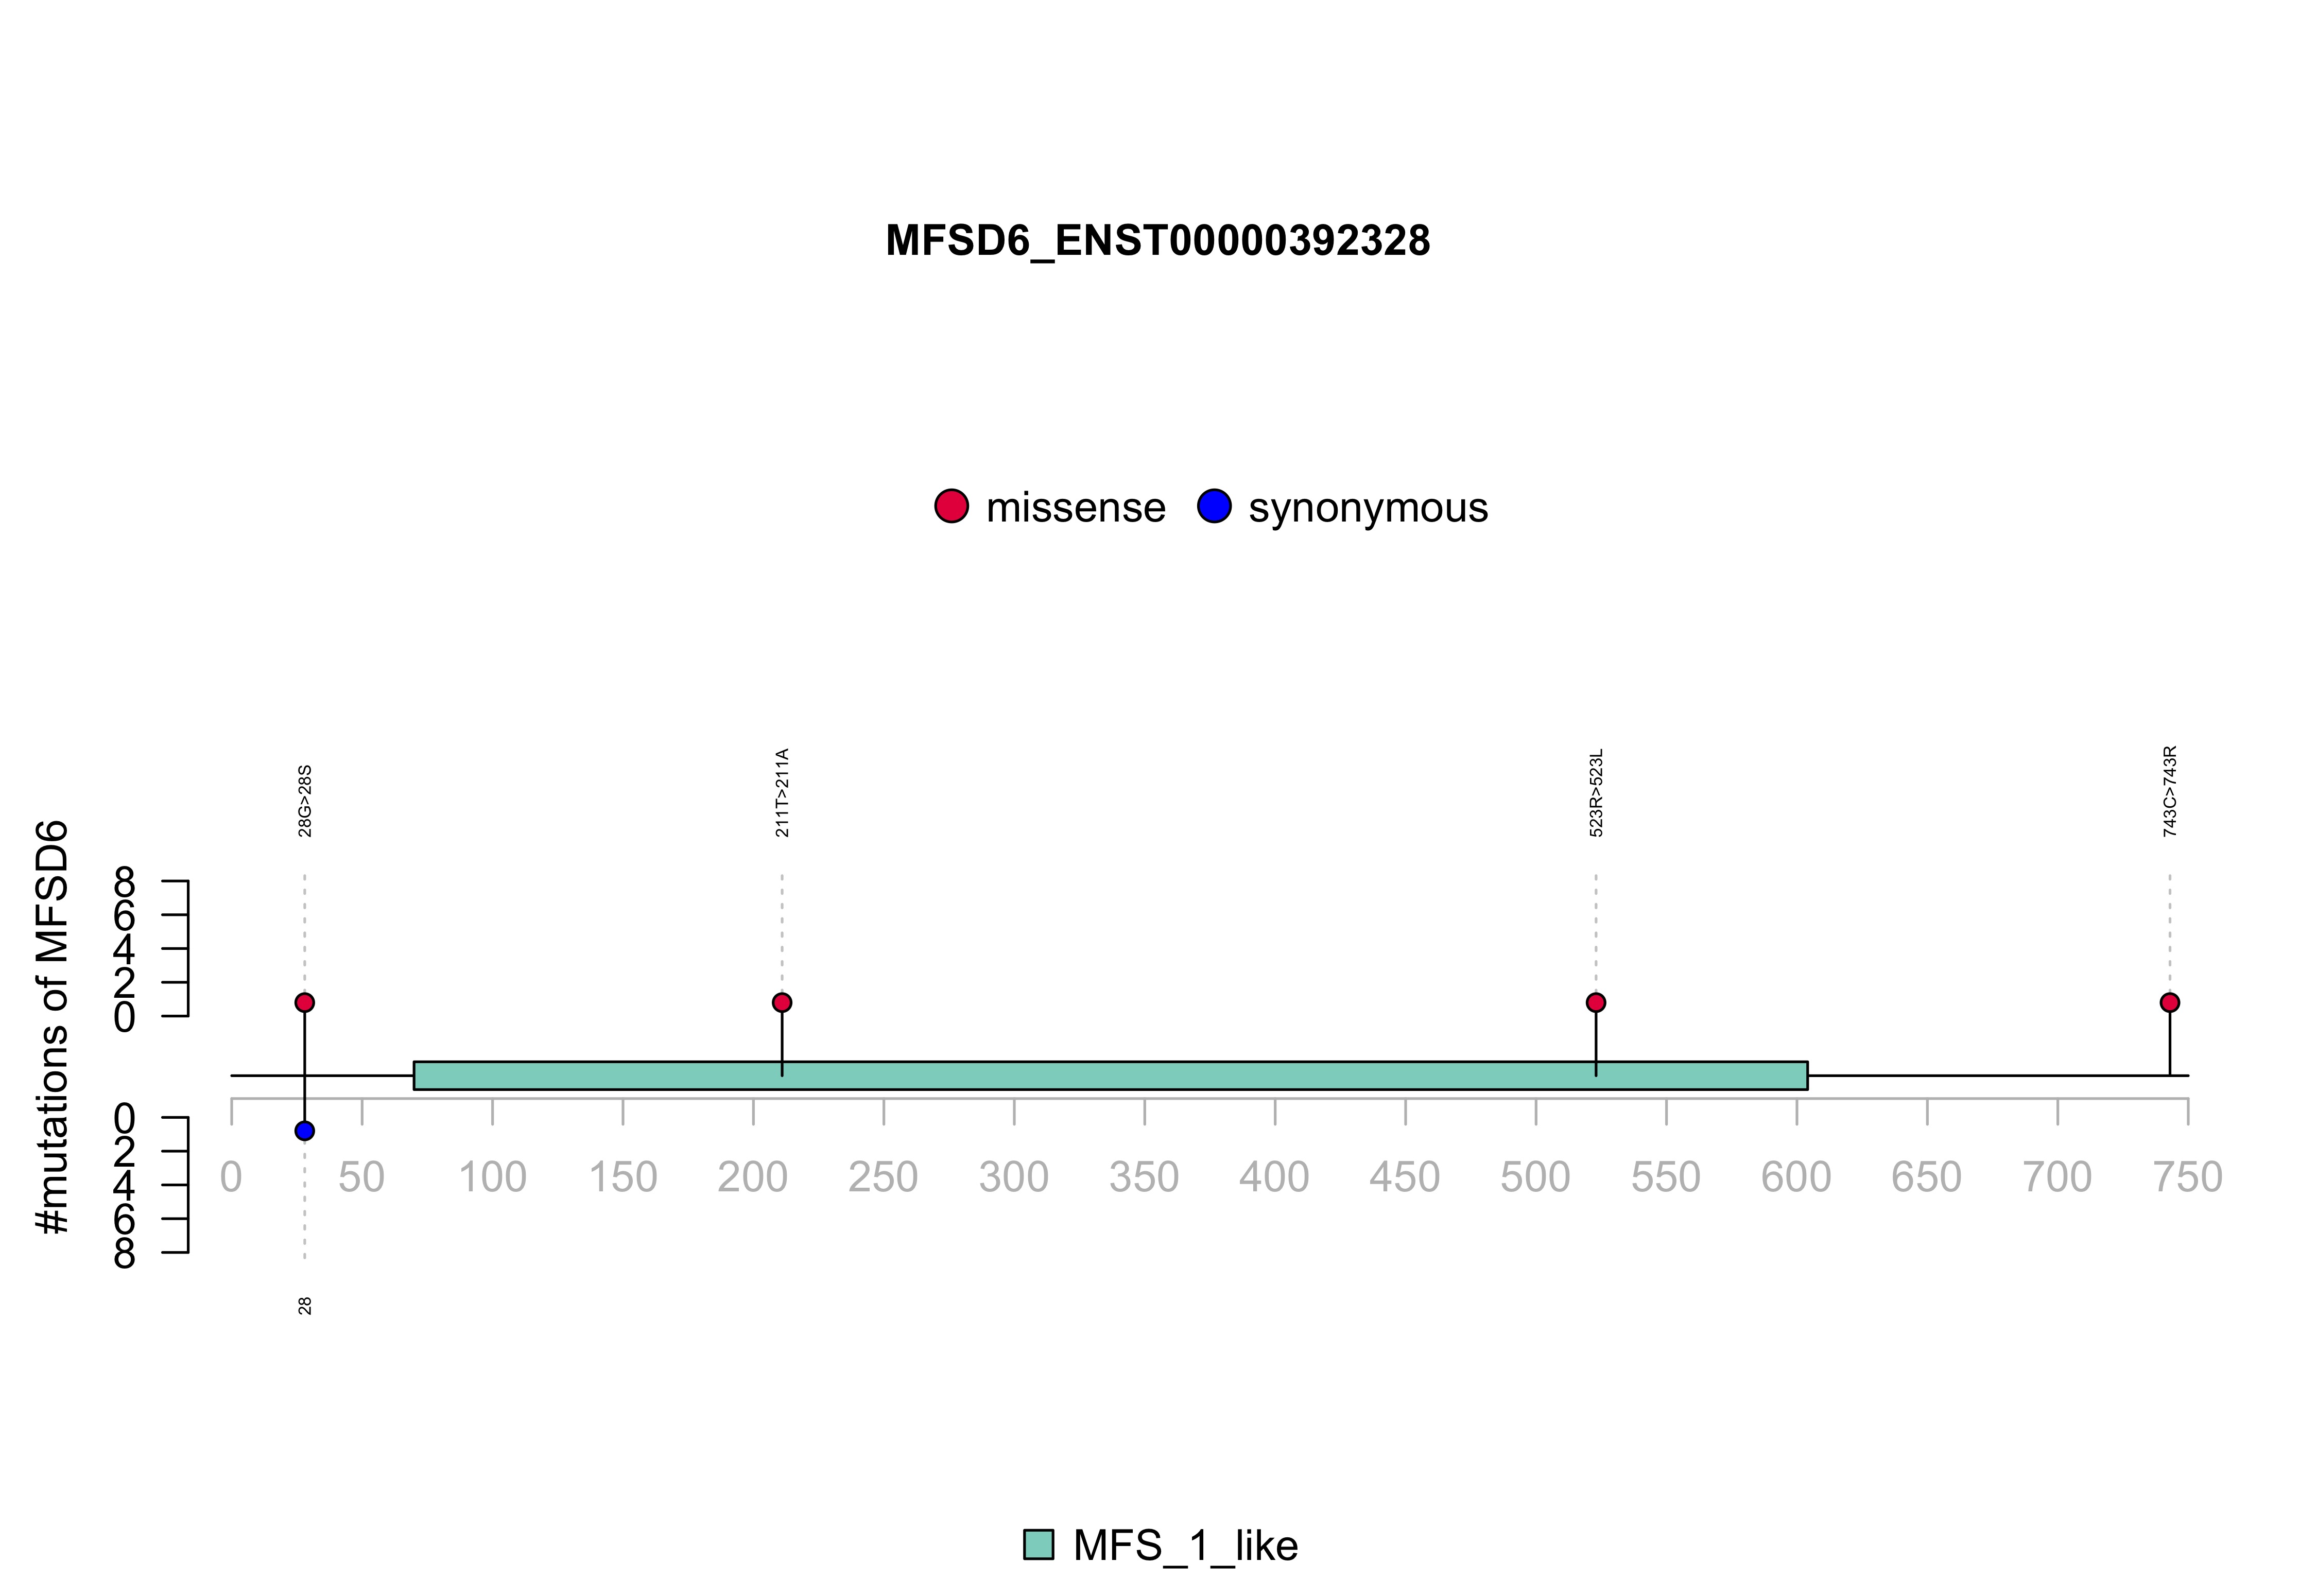 MFSD6_ENST00000392328
missense synonymous
28G>28S 211T>211A 523R>523L 743C>743R
#mutations of MFSD6
8
6
4
2
0
0
2
4
6
8
0 50 100 150 200 250 300 350 400 450 500 550 600 650 700 750
28
MFS_1_like